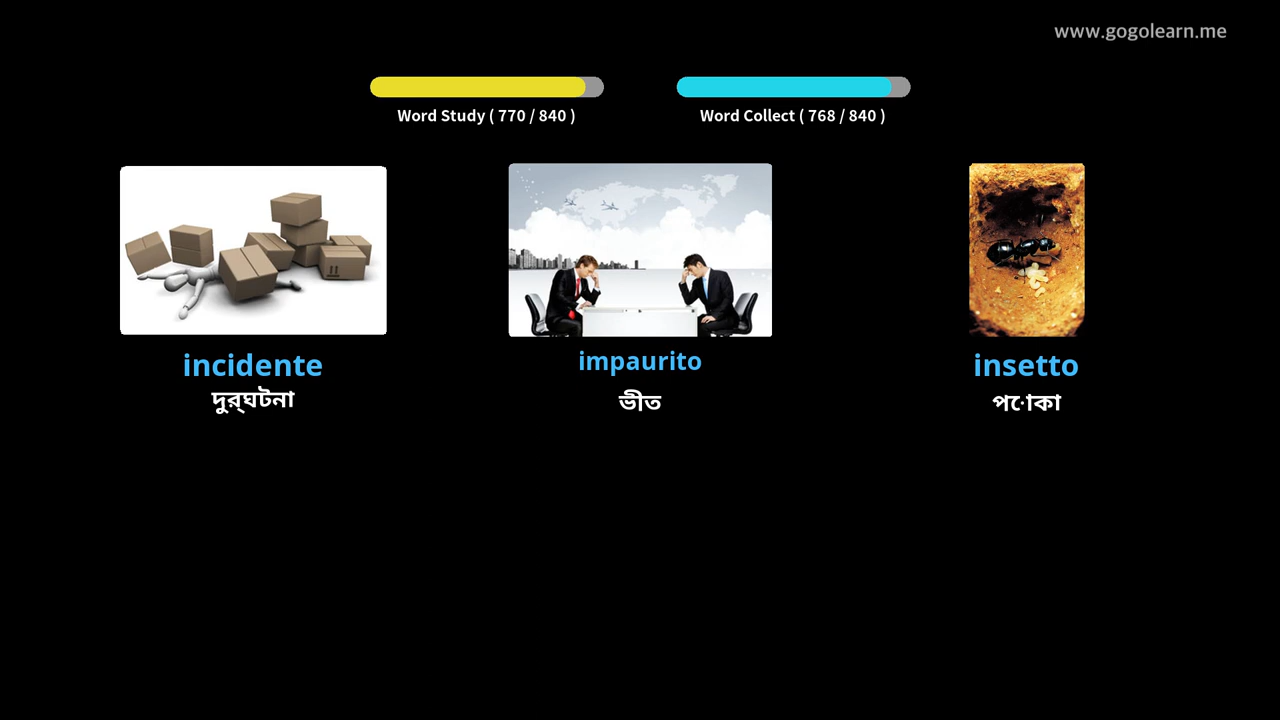 www.gogolearn.me
Word Study ( 770 / 840 )
Word Collect ( 768 / 840 )
incidente
impaurito
insetto
দুর্ঘটনা
ভীত
পোকা